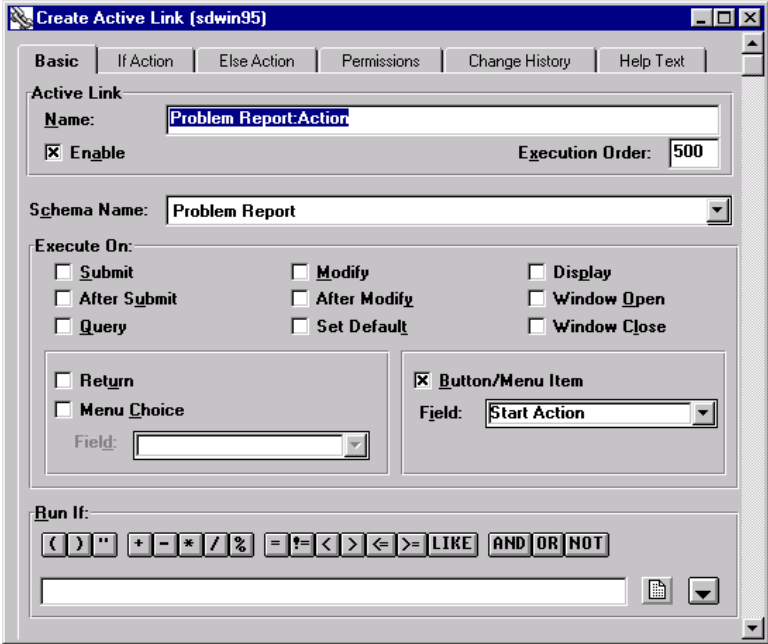 Create Active Link (sdwin95)
Basic If Action Else Action Permissions Change History Help Text
Active Link
Name: Problem Report:Action
Enable Execution Order: 500
Schema Name: Problem Report
Execute On:
Submit Modify Display
After Submit After Modify Window Open
Query Set Default Window Close
Return Button/Menu Item
Menu Choice Field: Start Action
Field:
Run If:
( ) " + - * / % = != < > <= >= LIKE AND OR NOT